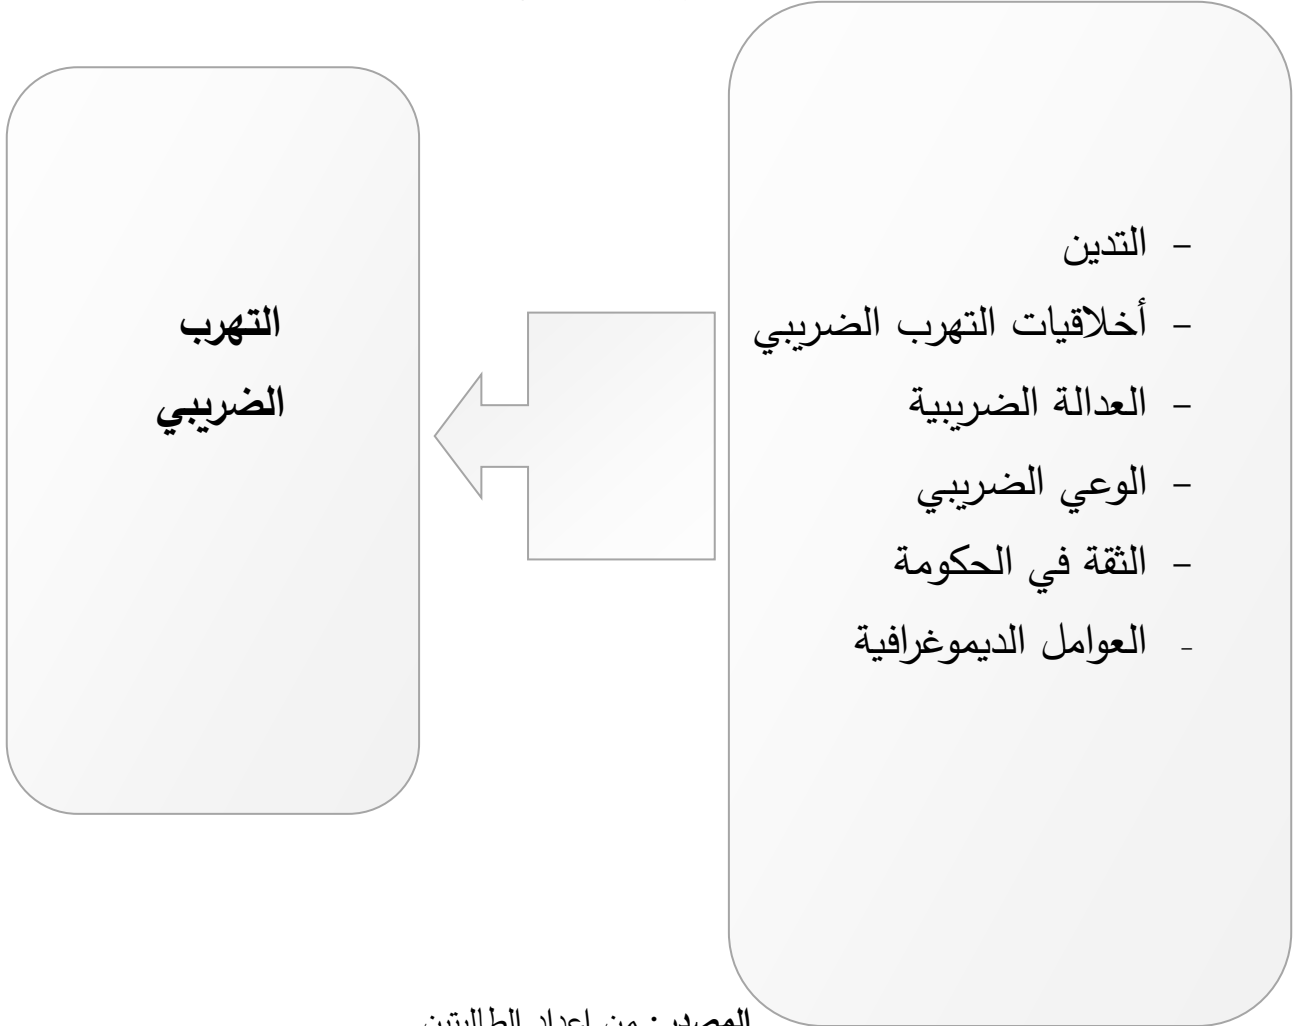 - التدين
- أخلاقيات التهرب الضريبي
- العدالة الضريبية
- الوعي الضريبي
- الثقة في الحكومة
- العوامل الديموغرافية
التهرب
الضريبي
المصدر: من إعداد الطالبتين